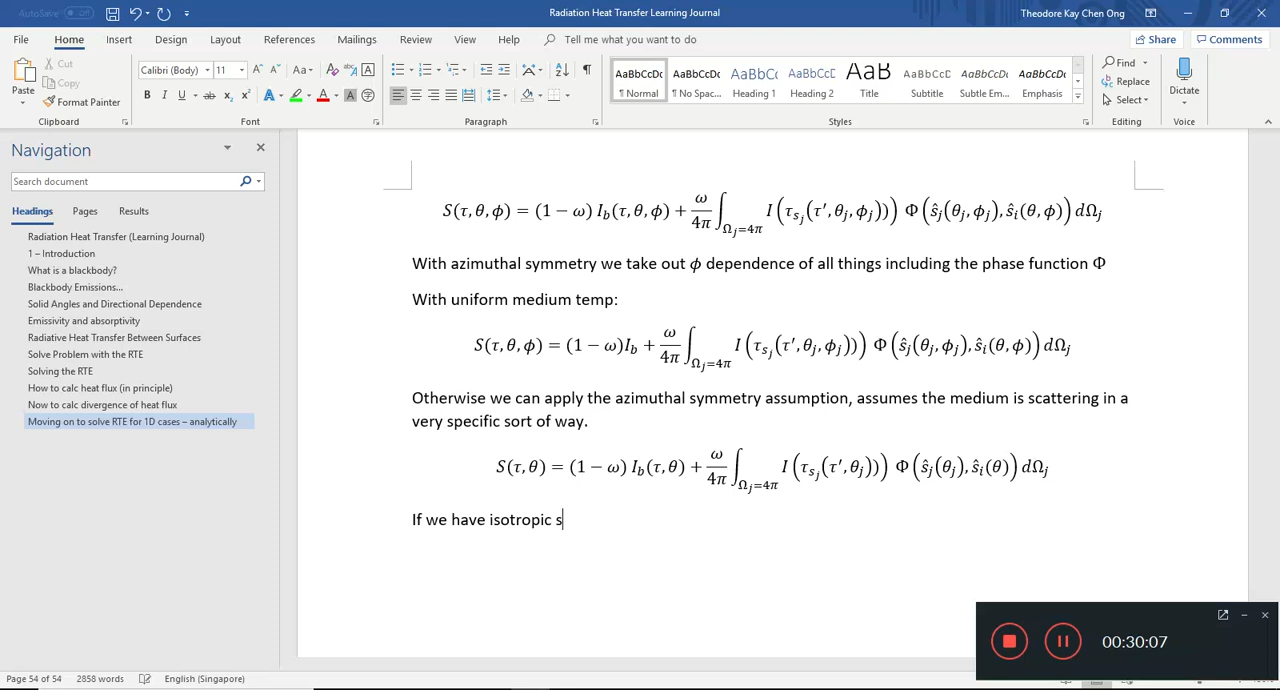 AutoSave Off
Radiation Heat Transfer Learning Journal
Theodore Kay Chen Ong
File Home Insert Design Layout References Mailings Review View Help Tell me what you want to do Share Comments
Paste
Cut
Copy
Format Painter
Clipboard
Calibri (Body) 11
Font
Paragraph
AaBbCcDc AaBbCcDc AaBbCc AaBbCcD AaB AaBbCcD AaBbCcDc AaBbCcDc
¶ Normal ¶ No Spac... Heading 1 Heading 2 Title Subtitle Subtle Em... Emphasis
Styles
Find
Replace
Select
Editing
Dictate
Voice
Navigation
Search document
Headings Pages Results
Radiation Heat Transfer (Learning Journal)
1 – Introduction
What is a blackbody?
Blackbody Emissions...
Solid Angles and Directional Dependence
Emissivity and absorptivity
Radiative Heat Transfer Between Surfaces
Solve Problem with the RTE
Solving the RTE
How to calc heat flux (in principle)
Now to calc divergence of heat flux
Moving on to solve RTE for 1D cases – analytically
S(τ, θ, ϕ) = (1 − ω) I_b(τ, θ, ϕ) + ω/4π ∫_{Ω_j=4π} I(τ_{s_j}(τ′, θ_j, ϕ_j))) Φ(ŝ_j(θ_j, ϕ_j), ŝ_i(θ, ϕ)) dΩ_j
With azimuthal symmetry we take out ϕ dependence of all things including the phase function Φ
With uniform medium temp:
S(τ, θ, ϕ) = (1 − ω)I_b + ω/4π ∫_{Ω_j=4π} I(τ_{s_j}(τ′, θ_j, ϕ_j))) Φ(ŝ_j(θ_j, ϕ_j), ŝ_i(θ, ϕ)) dΩ_j
Otherwise we can apply the azimuthal symmetry assumption, assumes the medium is scattering in a
very specific sort of way.
S(τ, θ) = (1 − ω) I_b(τ, θ) + ω/4π ∫_{Ω_j=4π} I(τ_{s_j}(τ′, θ_j))) Φ(ŝ_j(θ_j), ŝ_i(θ)) dΩ_j
If we have isotropic s
00:30:07
Page 54 of 54 2858 words English (Singapore)